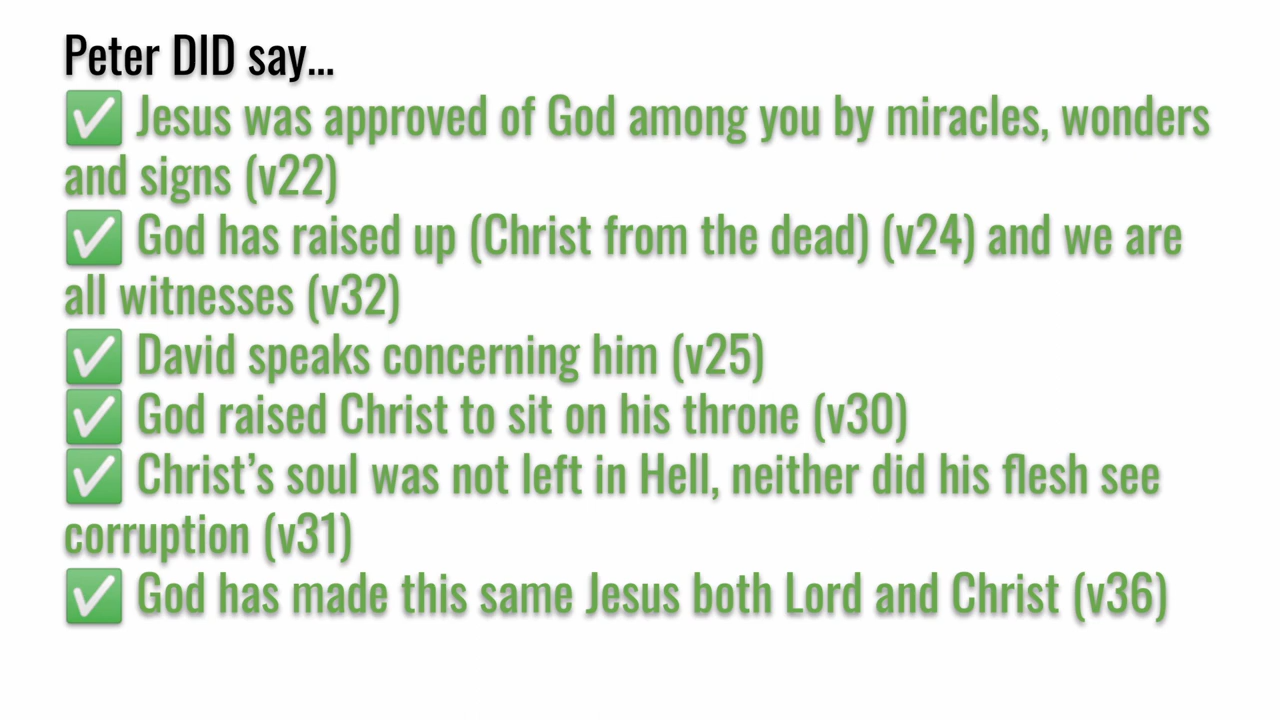 Peter DID say...
✅ Jesus was approved of God among you by miracles, wonders
and signs (v22)
✅ God has raised up (Christ from the dead) (v24) and we are
all witnesses (v32)
✅ David speaks concerning him (v25)
✅ God raised Christ to sit on his throne (v30)
✅ Christ’s soul was not left in Hell, neither did his flesh see
corruption (v31)
✅ God has made this same Jesus both Lord and Christ (v36)